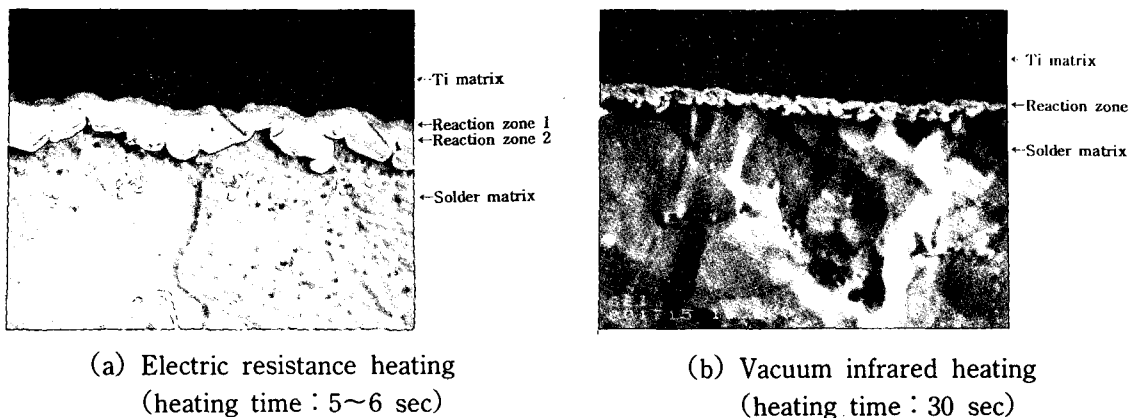 Ti matrix
Reaction zone 1
Reaction zone 2
Solder matrix
Ti matrix
Reaction zone
Solder matrix
(a) Electric resistance heating
(heating time : 5~6 sec)
(b) Vacuum infrared heating
(heating time : 30 sec)